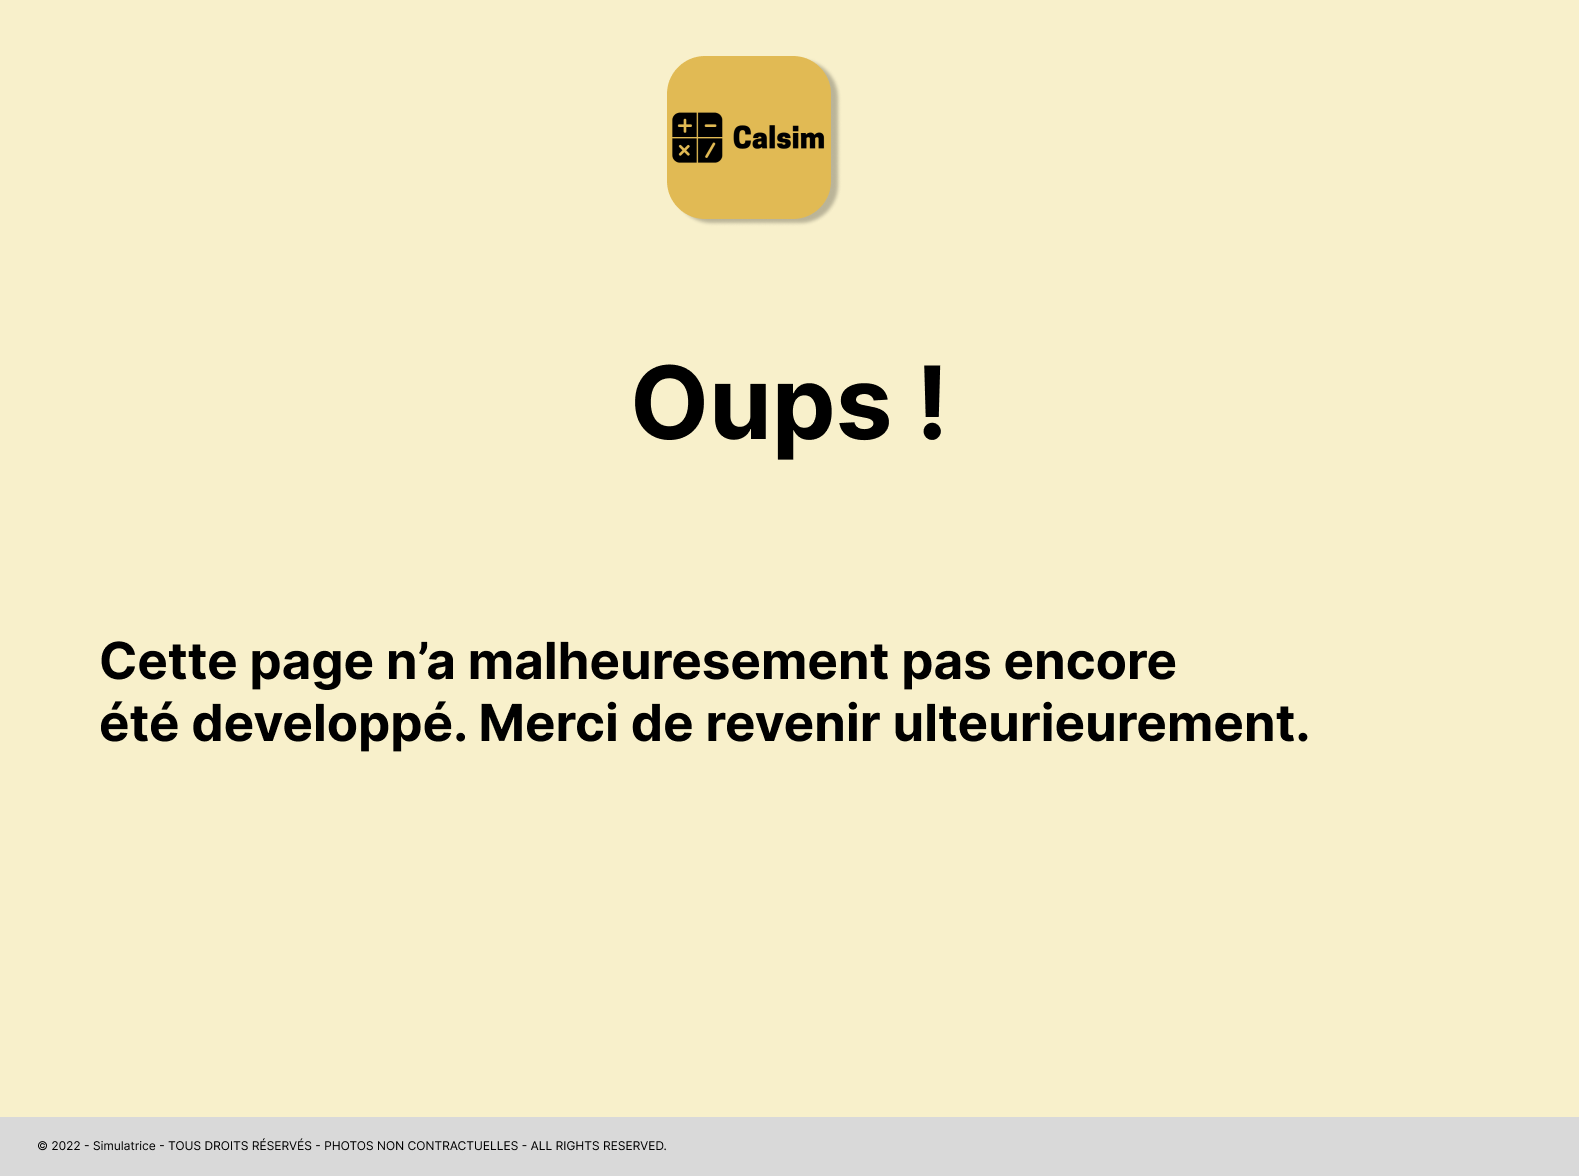 Calsim
Oups !
Cette page n’a malheuresement pas encore
été developpé. Merci de revenir ulteurieurement.
© 2022 - Simulatrice - TOUS DROITS RÉSERVÉS - PHOTOS NON CONTRACTUELLES - ALL RIGHTS RESERVED.